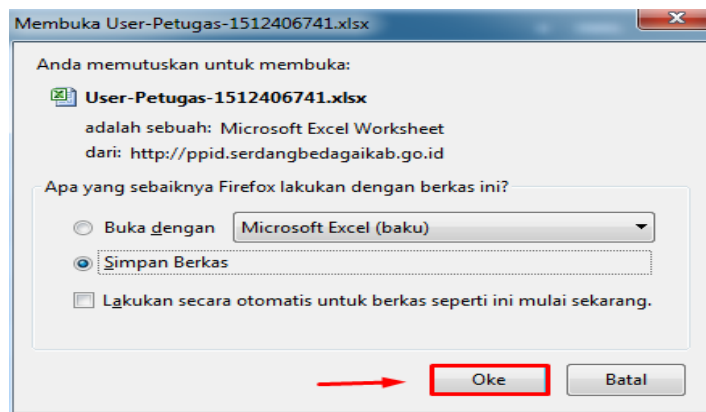 Membuka User-Petugas-1512406741.xlsx
Anda memutuskan untuk membuka:
User-Petugas-1512406741.xlsx
adalah sebuah: Microsoft Excel Worksheet
dari: http://ppid.serdangbedagaikab.go.id
Apa yang sebaiknya Firefox lakukan dengan berkas ini?
Buka dengan Microsoft Excel (baku)
Simpan Berkas
Lakukan secara otomatis untuk berkas seperti ini mulai sekarang.
Oke Batal